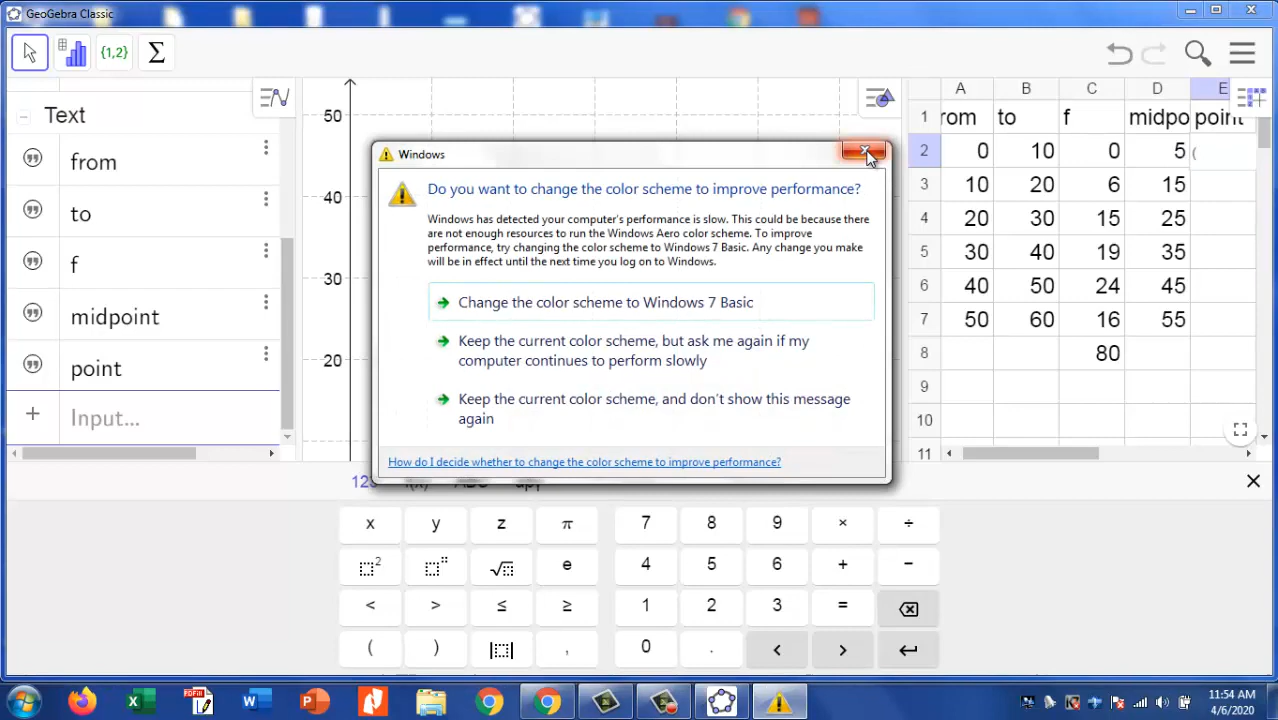 GeoGebra Classic
{1,2}
Σ
Text
from
to
f
midpoint
point
Input...
50
40
30
20
A B C D E
1 rom to f midpo point
2 0 10 0 5 (
3 10 20 6 15
4 20 30 15 25
5 30 40 19 35
6 40 50 24 45
7 50 60 16 55
8 80
9
10
11
Windows
Do you want to change the color scheme to improve performance?
Windows has detected your computer's performance is slow. This could be because there
are not enough resources to run the Windows Aero color scheme. To improve
performance, try changing the color scheme to Windows 7 Basic. Any change you make
will be in effect until the next time you log on to Windows.
Change the color scheme to Windows 7 Basic
Keep the current color scheme, but ask me again if my
computer continues to perform slowly
Keep the current color scheme, and don't show this message
again
How do I decide whether to change the color scheme to improve performance?
x y z π 7 8 9 × ÷
e 4 5 6 + −
< > ≤ ≥ 1 2 3 =
( ) , 0 . < >
11:54 AM
4/6/2020